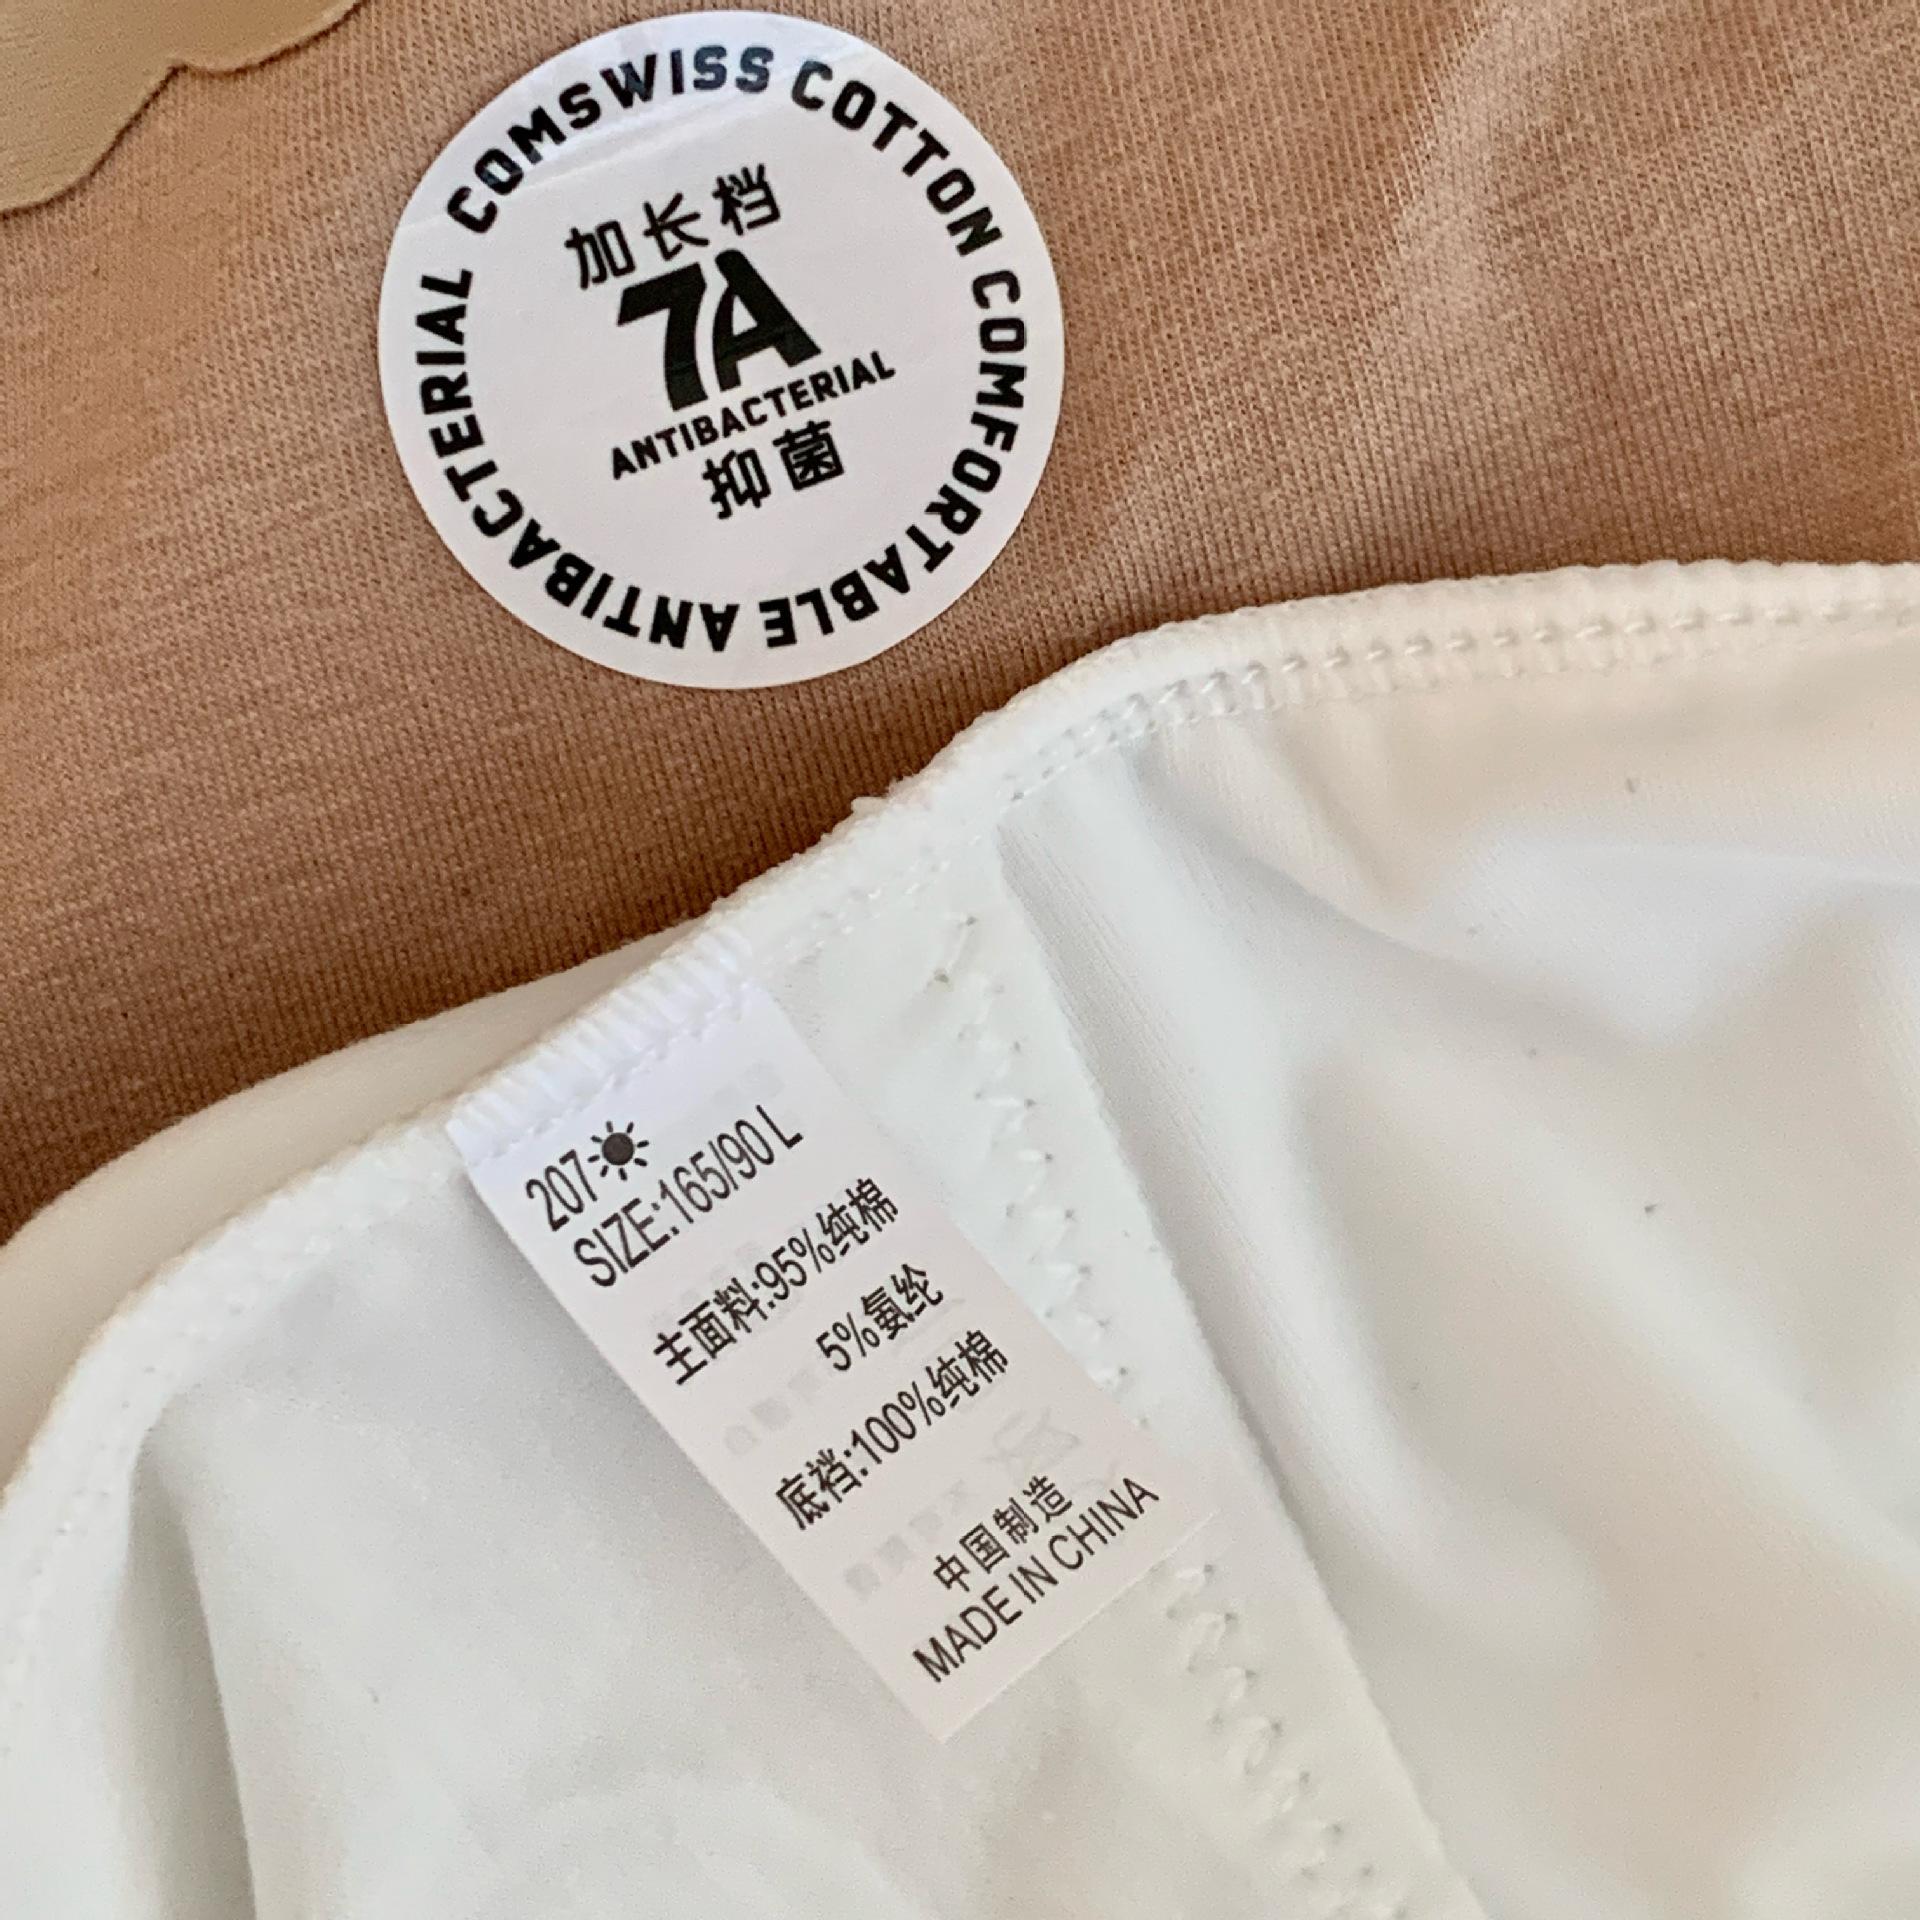 COMSWISS COTTON COMFORTABLE ANTIBACTERIAL
加长档
7A
ANTIBACTERIAL
抑菌
207-
SIZE:165/90 L
主面料:95%纯棉
5%氨纶
底裆:100%纯棉
中国制造
MADE IN CHINA